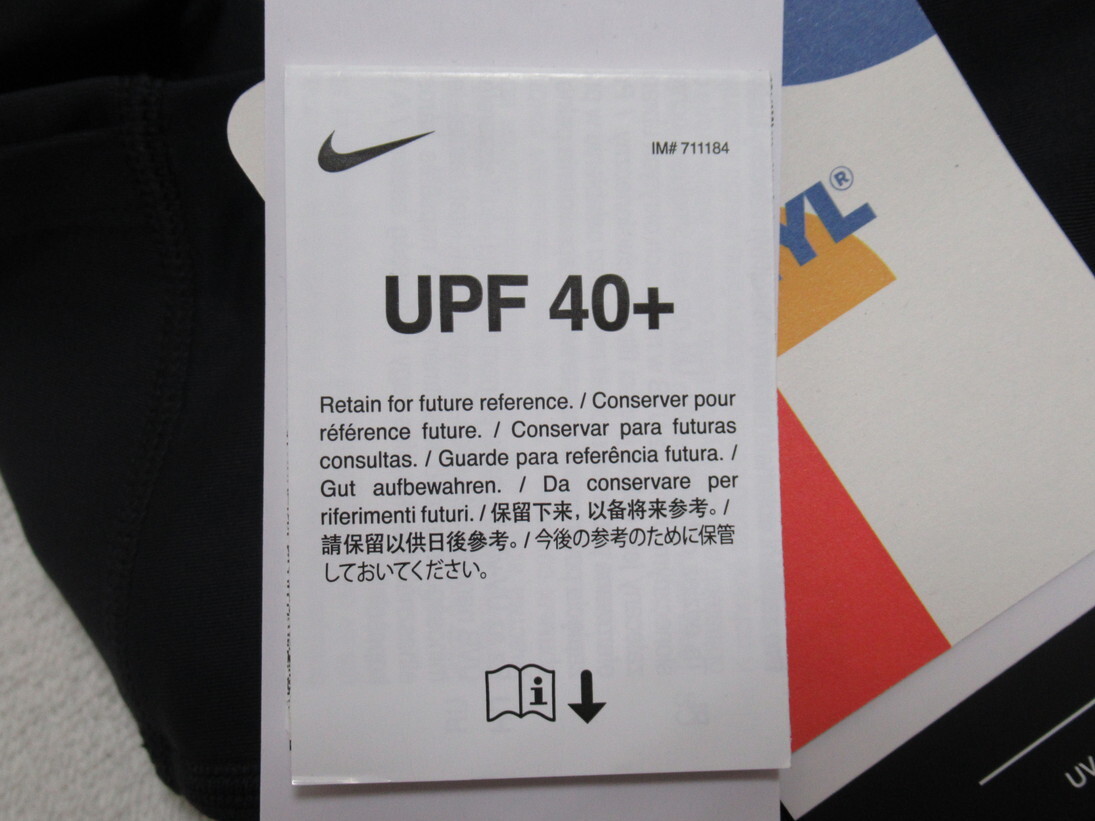 IM# 711184
UPF 40+
Retain for future reference. / Conserver pour
référence future. / Conservar para futuras
consultas. / Guarde para referência futura. /
Gut aufbewahren. / Da conservare per
riferimenti futuri. / 保留下来, 以备将来参考。/
請保留以供日後參考。/ 今後の参考のために保管
しておいてください。
i
YL®
UV